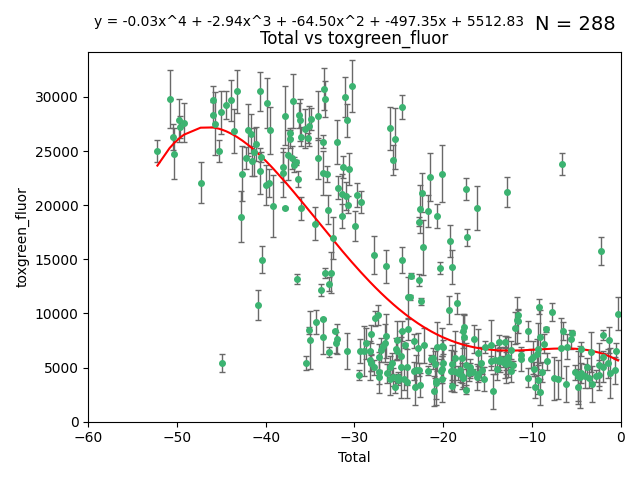 y = -0.03x^4 + -2.94x^3 + -64.50x^2 + -497.35x + 5512.83 N = 288
Total vs toxgreen_fluor
30000
25000
20000
15000
10000
5000
0
toxgreen_fluor
−60 −50 −40 −30 −20 −10 0
Total